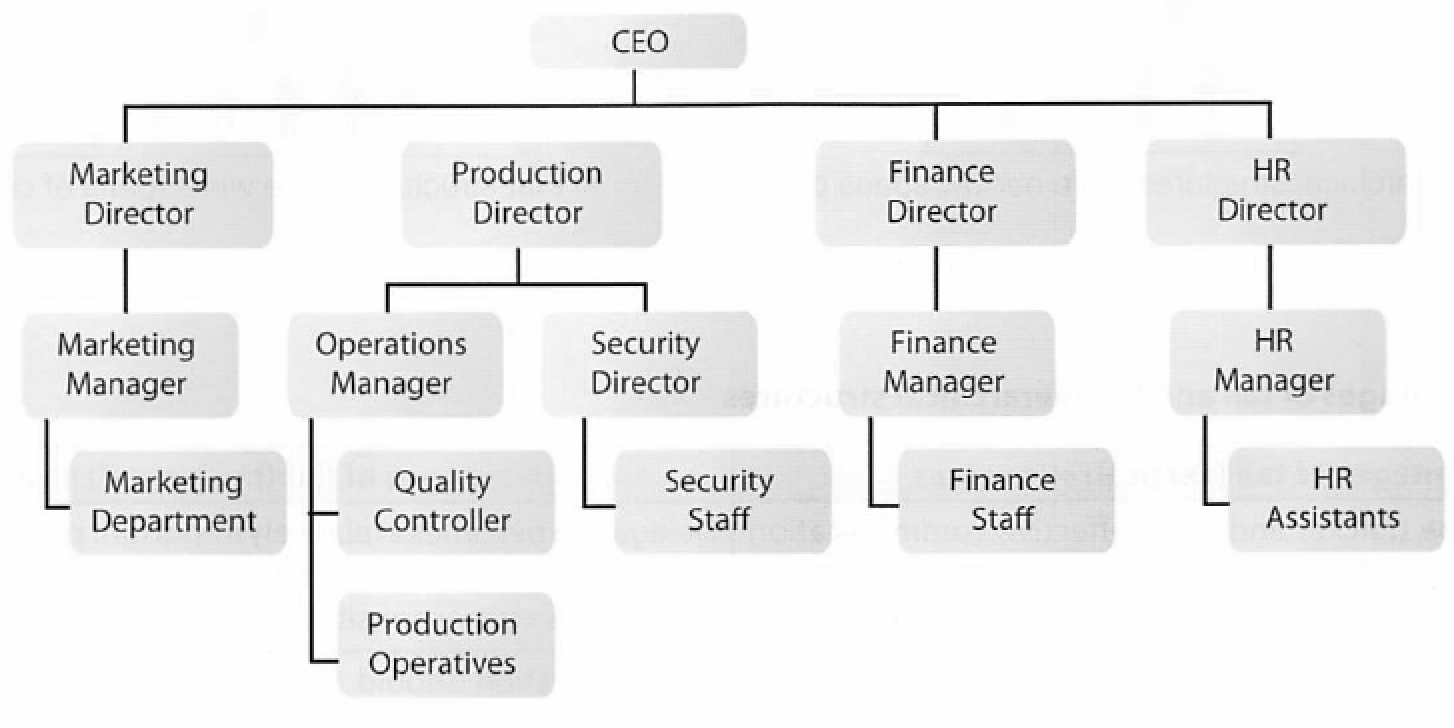 CEO
Marketing
Director
Production
Director
Finance
Director
HR
Director
Marketing
Manager
Operations
Manager
Security
Director
Finance
Manager
HR
Manager
Marketing
Department
Quality
Controller
Security
Staff
Finance
Staff
HR
Assistants
Production
Operatives